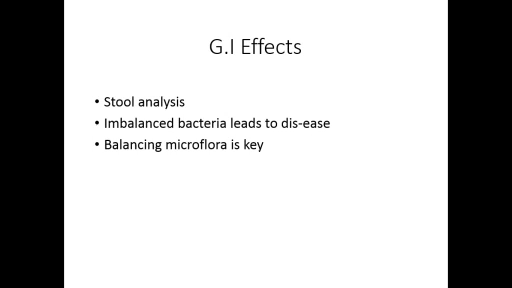 G.I Effects
• Stool analysis
• Imbalanced bacteria leads to dis-ease
• Balancing microflora is key